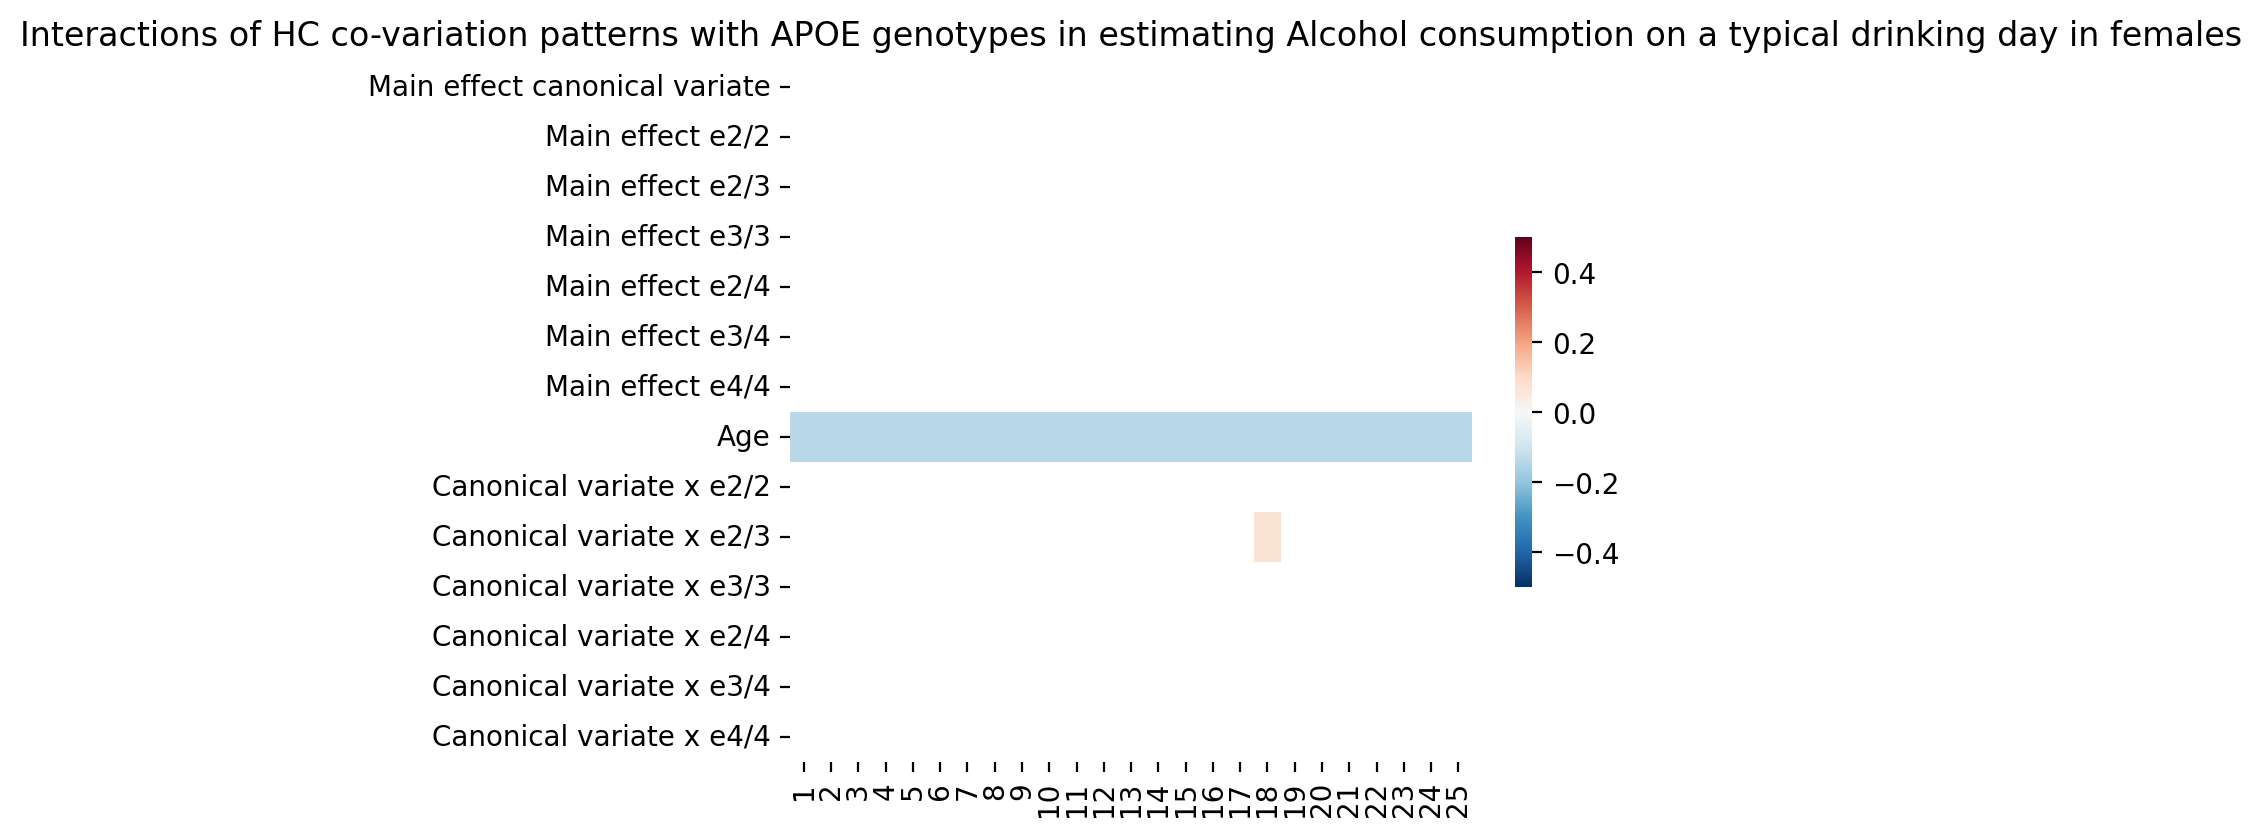 Interactions of HC co-variation patterns with APOE genotypes in estimating Alcohol consumption on a typical drinking day in females
Main effect canonical variate
Main effect e2/2
Main effect e2/3
Main effect e3/3
Main effect e2/4
Main effect e3/4
Main effect e4/4
Age
Canonical variate x e2/2
Canonical variate x e2/3
Canonical variate x e3/3
Canonical variate x e2/4
Canonical variate x e3/4
Canonical variate x e4/4
1 2 3 4 5 6 7 8 9 10 11 12 13 14 15 16 17 18 19 20 21 22 23 24 25
0.4
0.2
0.0
−0.2
−0.4